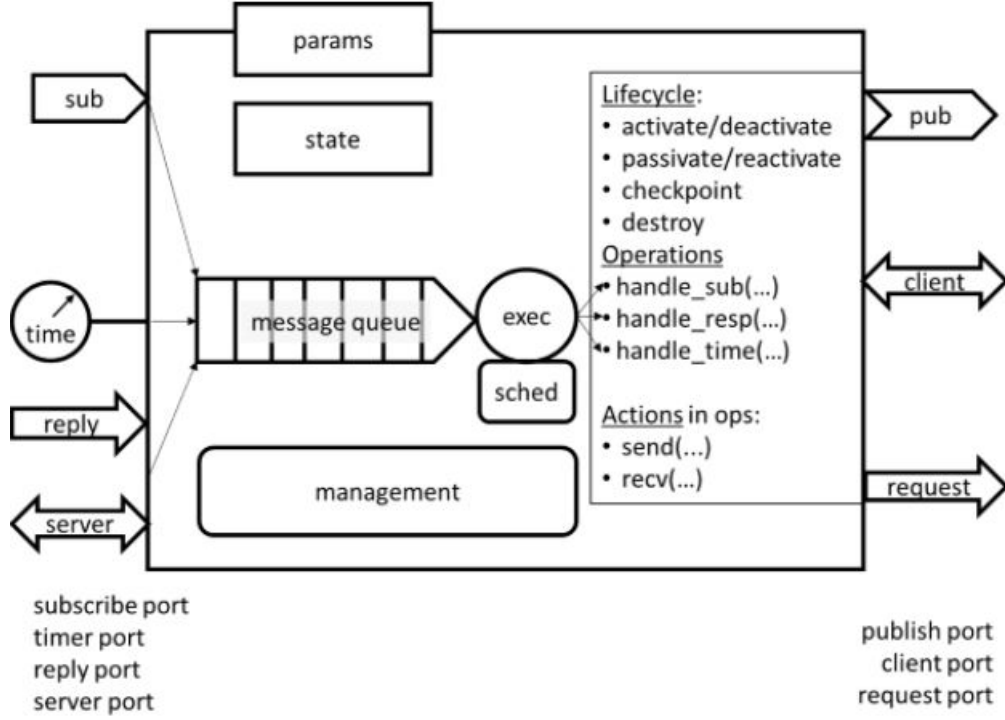 params
sub
state
time
message queue
exec
sched
reply
management
server
Lifecycle:
• activate/deactivate
• passivate/reactivate
• checkpoint
• destroy
Operations
• handle_sub(...)
• handle_resp(...)
• handle_time(...)
Actions in ops:
• send(...)
• recv(...)
pub
client
request
subscribe port
timer port
reply port
server port
publish port
client port
request port